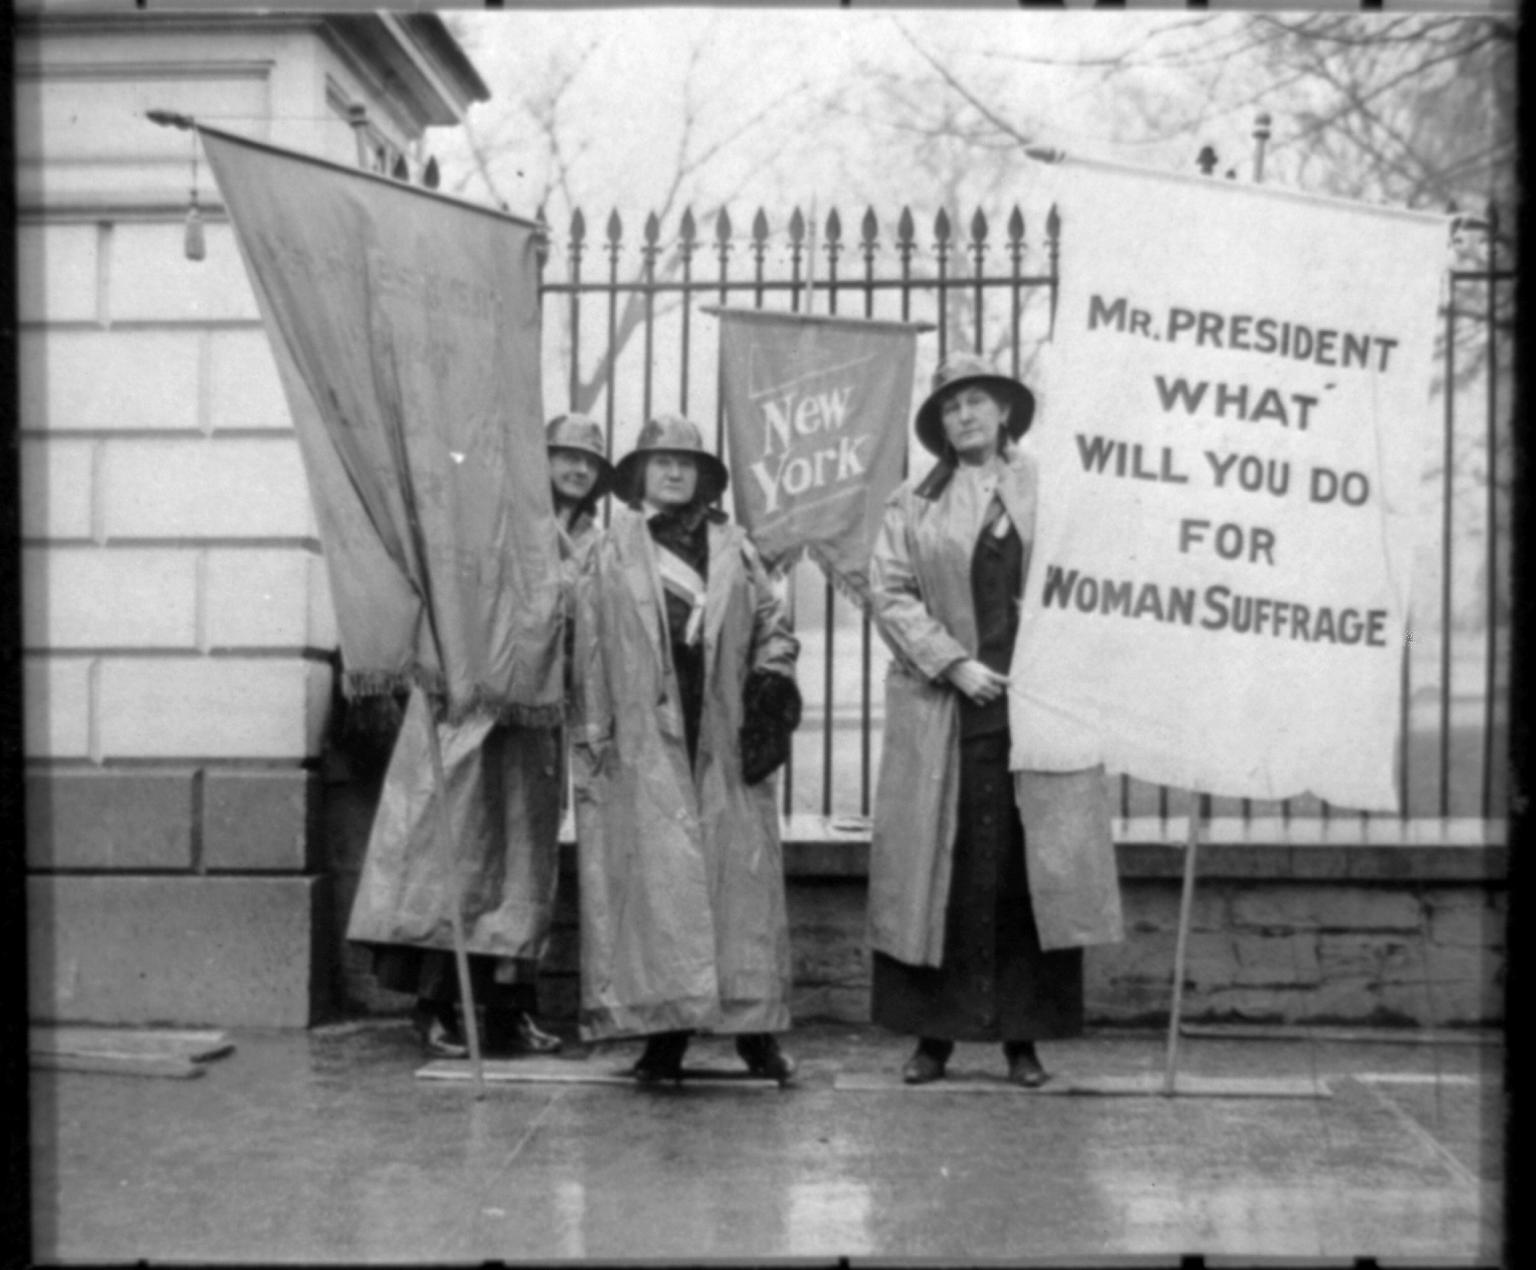 New
York
Mr. PRESIDENT
WHAT
WILL YOU DO
FOR
WOMAN SUFFRAGE